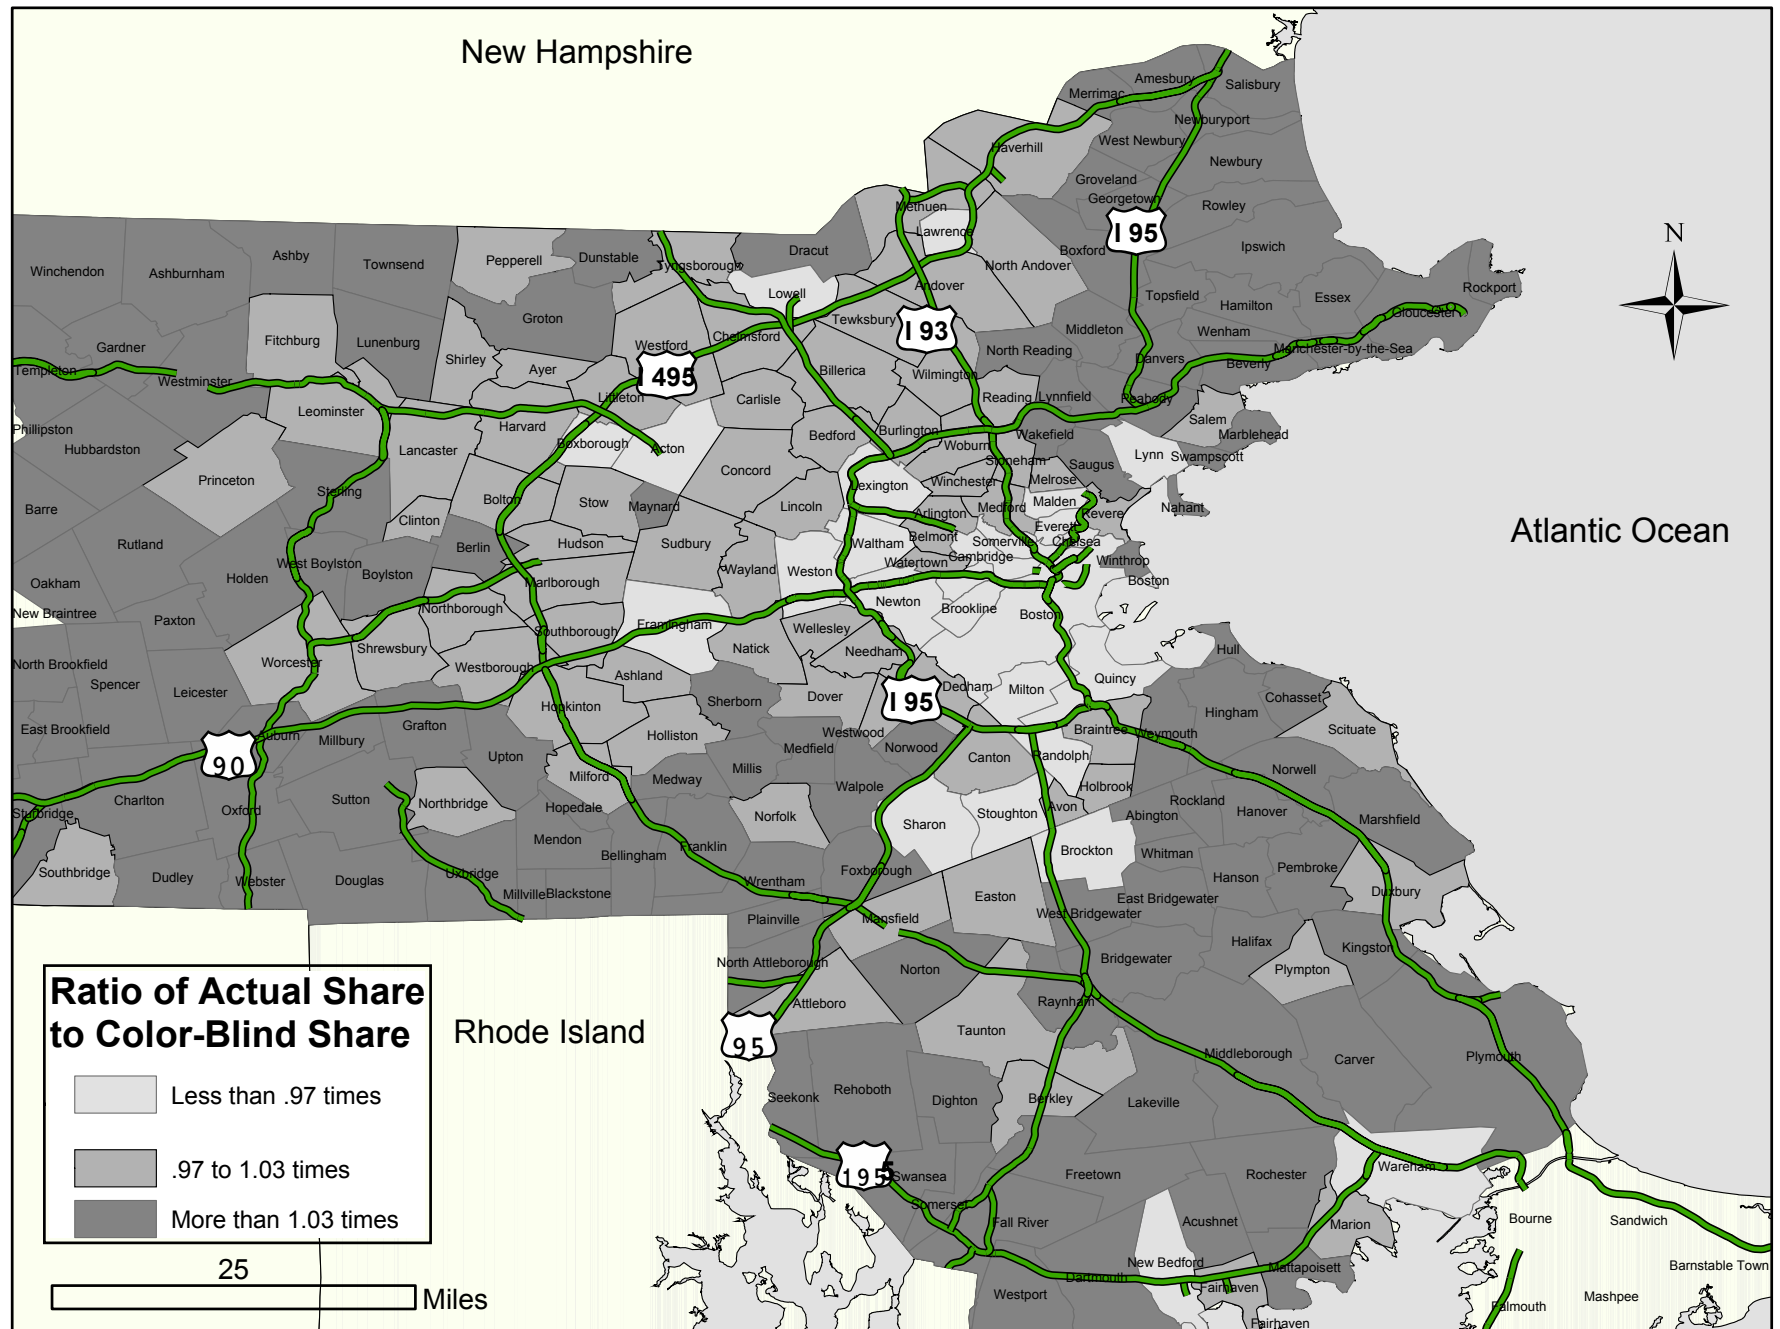 New Hampshire
Amesbury
Salisbury
Merrimac
Newburyport
West Newbury
Haverhill
Newbury
Groveland
Georgetown
Rowley
Methuen
Lawrence
I 95
N
Ipswich
Boxford
North Andover
Dracut
Dunstable
Pepperell
Tyngsborough
Townsend
Ashby
Ashburnham
Winchendon
Lowell
Andover
Topsfield
Hamilton
Essex
Rockport
Gloucester
Groton
Tewksbury
I 93
Middleton
Wenham
Manchester-by-the-Sea
Fitchburg
Lunenburg
Gardner
Westford
Chelmsford
North Reading
Danvers
Beverly
Shirley
Ayer
I 495
Billerica
Wilmington
Templeton
Westminster
Littleton
Carlisle
Reading
Lynnfield
Peabody
Leominster
Harvard
Phillipston
Hubbardston
Lancaster
Boxborough
Acton
Bedford
Burlington
Woburn
Wakefield
Salem
Marblehead
Lynn
Swampscott
Stoneham
Saugus
Concord
Princeton
Sterling
Lexington
Winchester
Melrose
Bolton
Stow
Maynard
Lincoln
Arlington
Medford
Malden
Revere
Nahant
Barre
Clinton
Everett
Atlantic Ocean
Rutland
Berlin
Hudson
Sudbury
Waltham
Belmont
Somerville
Chelsea
Cambridge
Winthrop
West Boylston
Boylston
Holden
Wayland
Weston
Watertown
Boston
Oakham
Marlborough
New Braintree
Paxton
Northborough
Newton
Brookline
Boston
Southborough
Framingham
Wellesley
Natick
Needham
Hull
Worcester
Shrewsbury
Westborough
North Brookfield
Spencer
Leicester
Ashland
Dedham
Milton
Quincy
Hopkinton
Sherborn
Dover
I 95
Cohasset
Hingham
East Brookfield
Auburn
Millbury
Grafton
Holliston
Westwood
Braintree
Weymouth
Scituate
90
Upton
Medfield
Norwood
Canton
Randolph
Norwell
Milford
Medway
Millis
Walpole
Holbrook
Charlton
Sutton
Northbridge
Hopedale
Avon
Rockland
Hanover
Sturbridge
Oxford
Norfolk
Sharon
Stoughton
Abington
Marshfield
Mendon
Bellingham
Franklin
Brockton
Whitman
Southbridge
Dudley
Webster
Douglas
Uxbridge
Wrentham
Foxborough
Hanson
Pembroke
Millville
Blackstone
Easton
East Bridgewater
Duxbury
Plainville
Mansfield
West Bridgewater
Halifax
Kingston
North Attleborough
Norton
Bridgewater
Plympton
Ratio of Actual Share
to Color-Blind Share
Attleboro
Raynham
Rhode Island
95
Taunton
Middleborough
Carver
Plymouth
Less than .97 times
Seekonk
Rehoboth
Dighton
Berkley
Lakeville
.97 to 1.03 times
195
5
Swansea
Freetown
Rochester
Wareham
More than 1.03 times
Somerset
Fall River
Acushnet
Marion
Bourne
Sandwich
25
New Bedford
Mattapoisett
Barnstable Town
Dartmouth
Fairhaven
Miles
Westport
Falmouth
Mashpee
Fairhaven